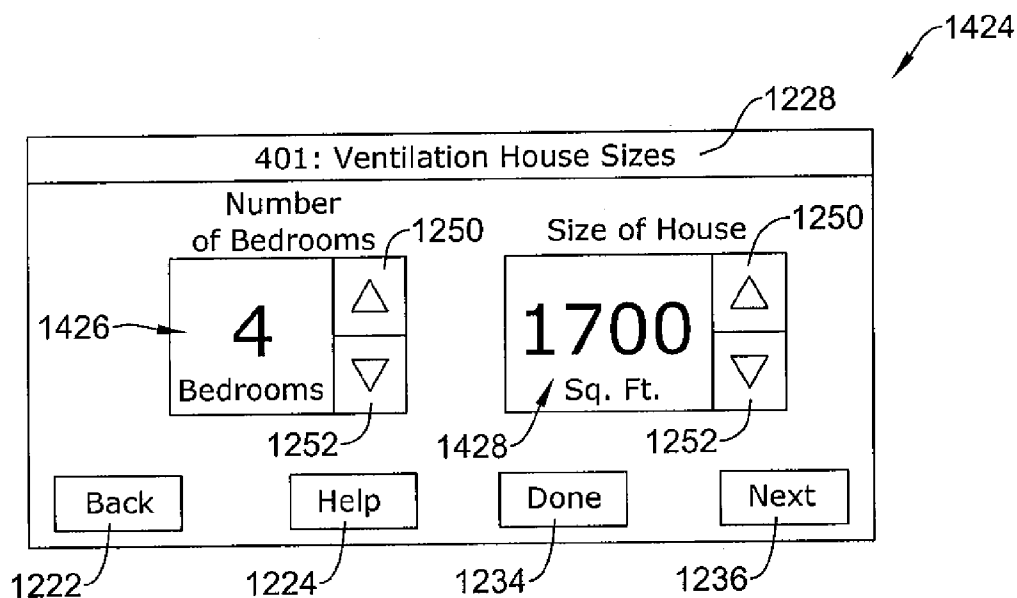 1424
1228
401: Ventilation House Sizes
Number
of Bedrooms
1250
Size of House
1250
1426
4
Bedrooms
1700
Sq. Ft.
1252
1428
1252
Back
Help
Done
Next
1222
1224
1234
1236